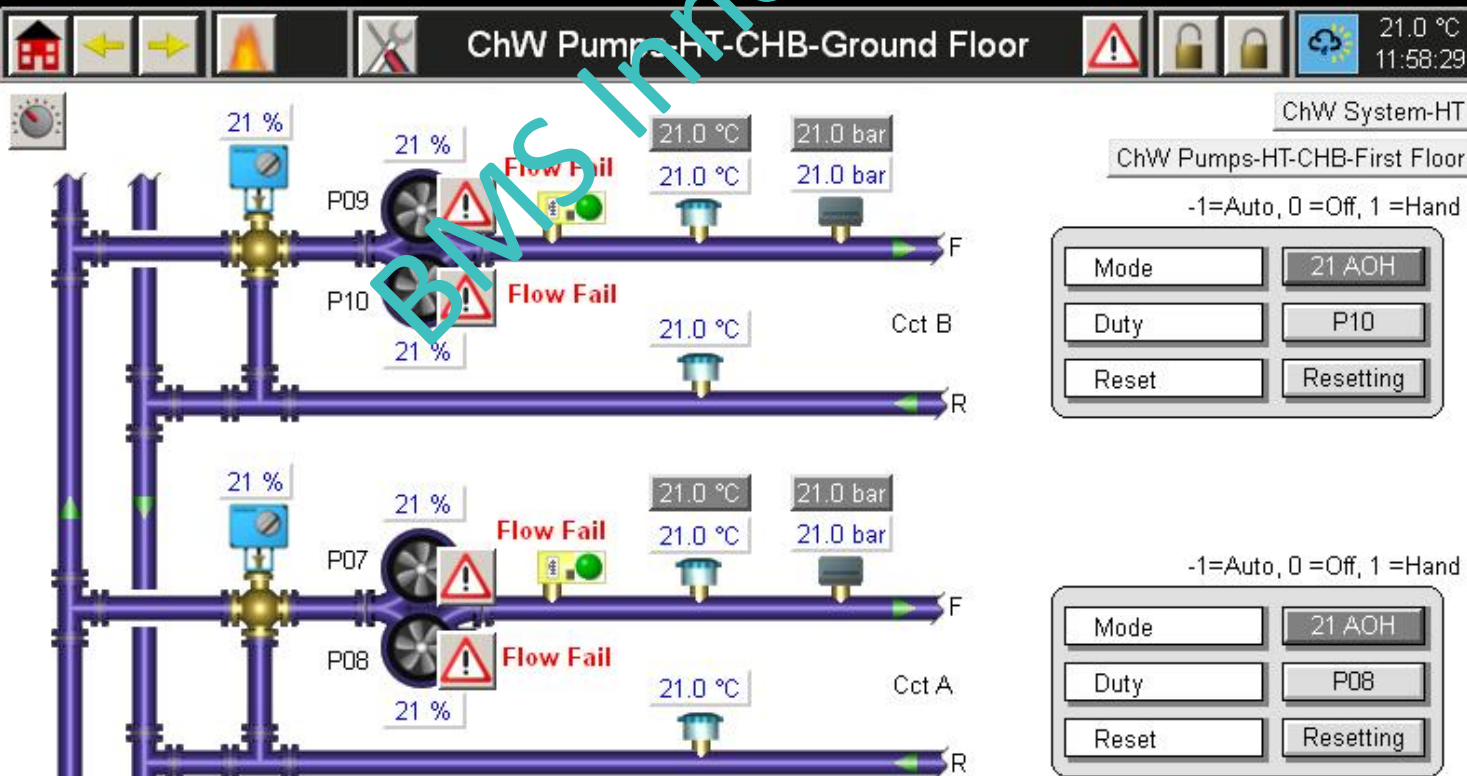 ChW Pumps-HT-CHB-Ground Floor
21.0 °C
11:58:29
ChW System-HT
ChW Pumps-HT-CHB-First Floor
21 %
21 %
P09
Flow Fail
21.0 °C
21.0 °C
21.0 bar
21.0 bar
F
P10
Flow Fail
21 %
21.0 °C
Cct B
R
-1=Auto, 0 =Off, 1 =Hand
Mode 21 AOH
Duty P10
Reset Resetting
21 %
21 %
P07
Flow Fail
21.0 °C
21.0 °C
21.0 bar
21.0 bar
F
P08
Flow Fail
21 %
21.0 °C
Cct A
R
-1=Auto, 0 =Off, 1 =Hand
Mode 21 AOH
Duty P08
Reset Resetting
BMS